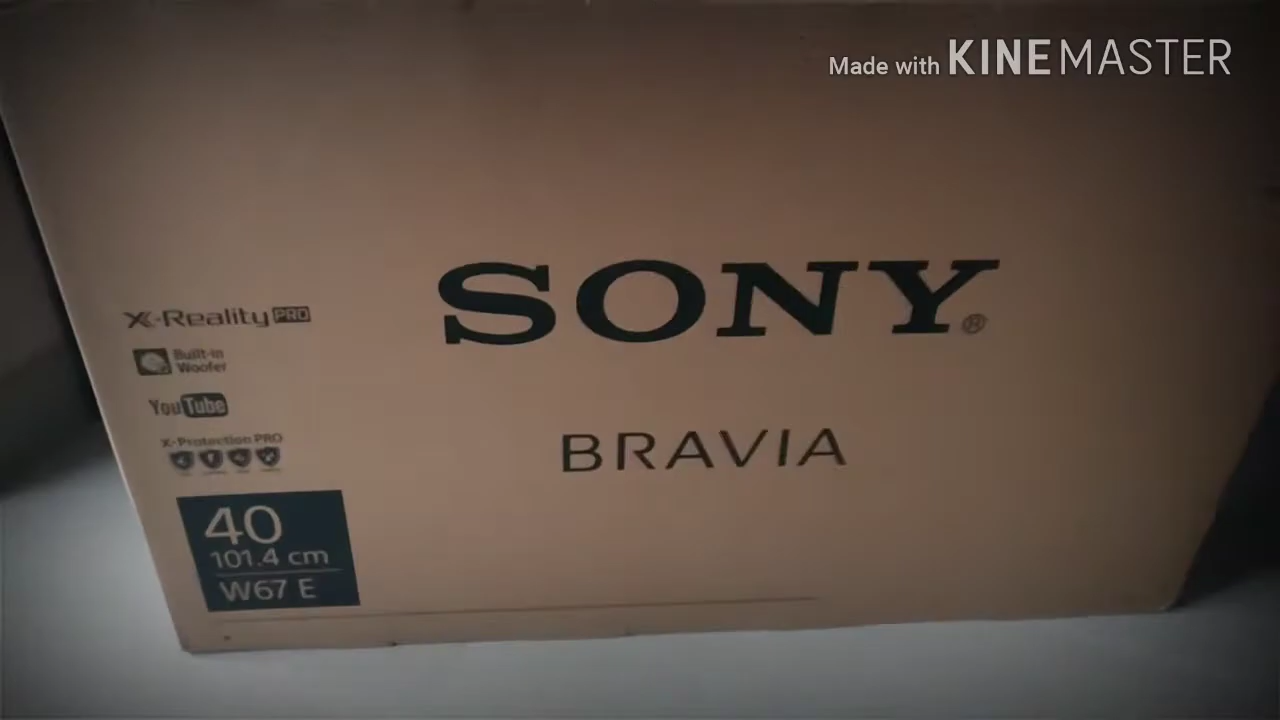 Made with KINEMASTER
SONY®
X-Reality PRO
Built-in
Woofer
YouTube
X-Protection PRO
BRAVIA
40
101.4 cm
W67 E